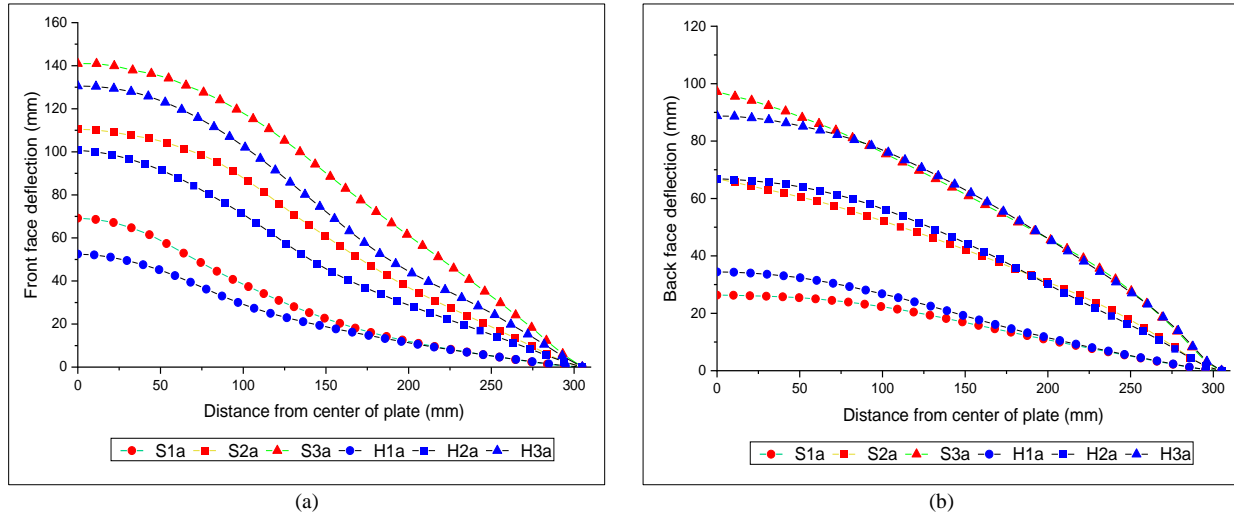 160
140
120
100
80
60
40
20
0
Front face deflection (mm)
0 50 100 150 200 250 300
Distance from center of plate (mm)
S1a S2a S3a H1a H2a H3a
(a)
120
100
80
60
40
20
0
Back face deflection (mm)
0 50 100 150 200 250 300
Distance from center of plate (mm)
S1a S2a S3a H1a H2a H3a
(b)